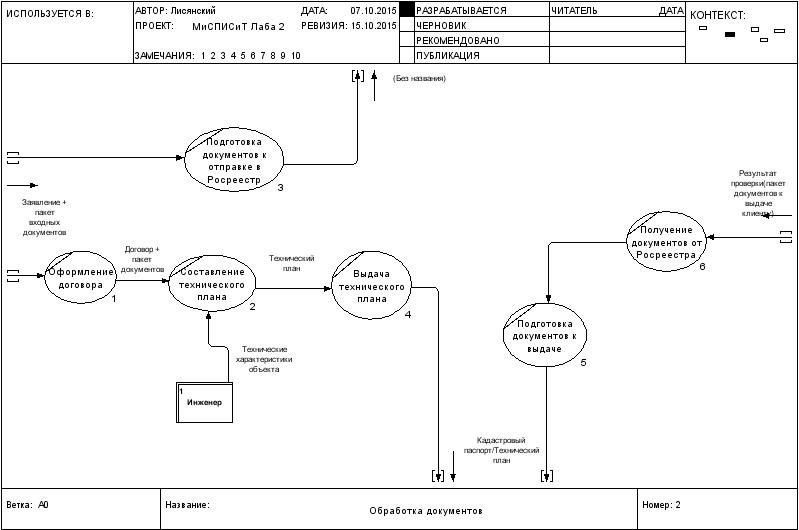 ИСПОЛЬЗУЕТСЯ В:
АВТОР: Лисянский
ДАТА: 07.10.2015
ПРОЕКТ: МиСПИСиТ Лаба 2
РЕВИЗИЯ: 15.10.2015
ЗАМЕЧАНИЯ: 1 2 3 4 5 6 7 8 9 10
РАЗРАБАТЫВАЕТСЯ
ЧЕРНОВИК
РЕКОМЕНДОВАНО
ПУБЛИКАЦИЯ
ЧИТАТЕЛЬ
ДАТА
КОНТЕКСТ:
(Без названия)
Подготовка
документов к
отправке в
Росреестр
3
Заявление +
пакет
входных
документов
Оформление
договора
1
Договор +
пакет
документов
Составление
технического
плана
2
Технический
план
Выдача
технического
плана
4
Технические
характеристики
объекта
1
Инженер
Результат
проверки(пакет
документов к
выдаче
клиенту)
Получение
документов от
Росреестра
6
Подготовка
документов к
выдаче
5
Кадастровый
паспорт/Технический
план
Ветка: A0
Название:
Обработка документов
Номер: 2